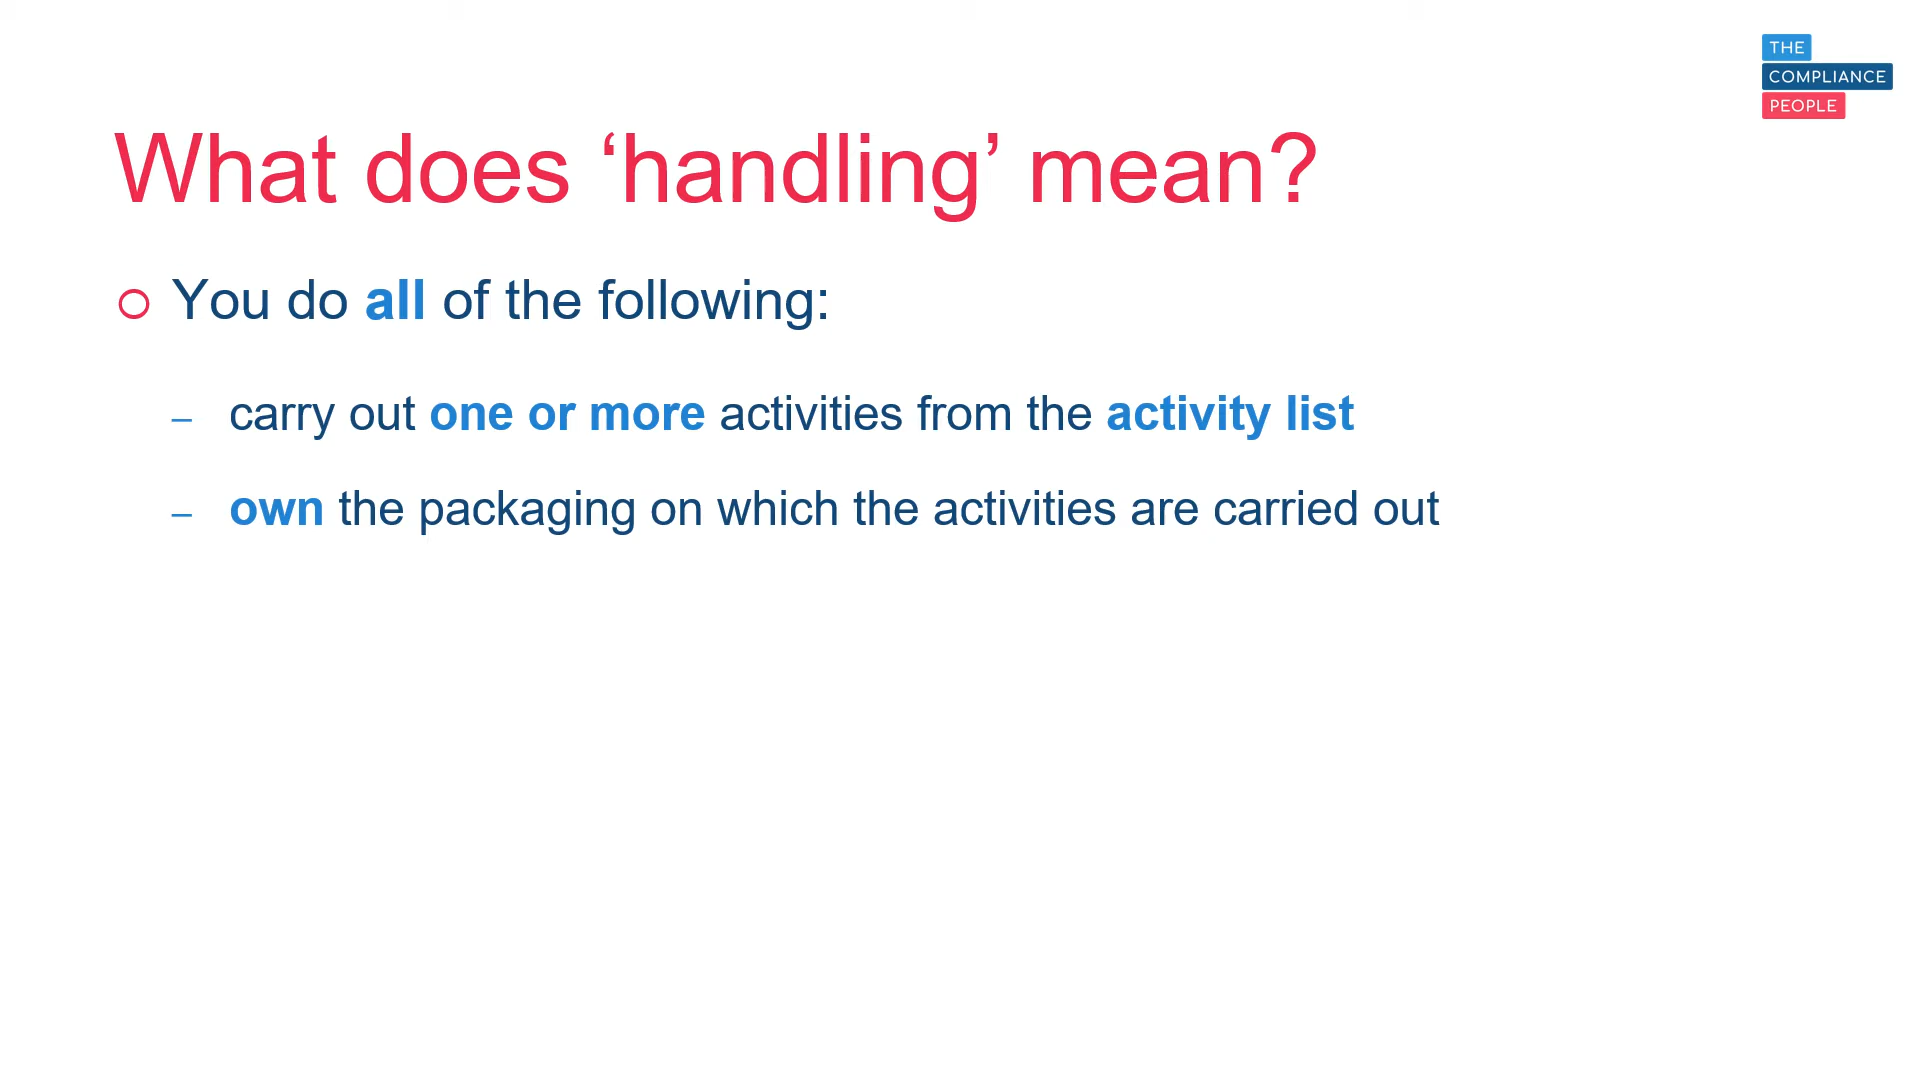 THE
COMPLIANCE
PEOPLE
What does ‘handling’ mean?
You do all of the following:
– carry out one or more activities from the activity list
– own the packaging on which the activities are carried out